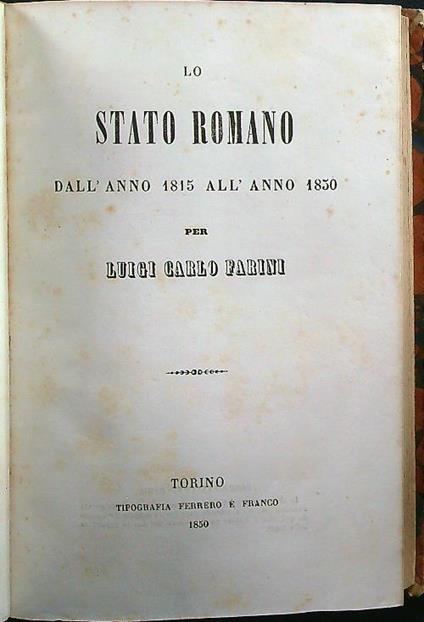 LO
STATO ROMANO
DALL' ANNO 1815 ALL' ANNO 1850
PER
LUIGI CARLO FARINI
TORINO
TIPOGRAFIA FERRERO E FRANCO
1850